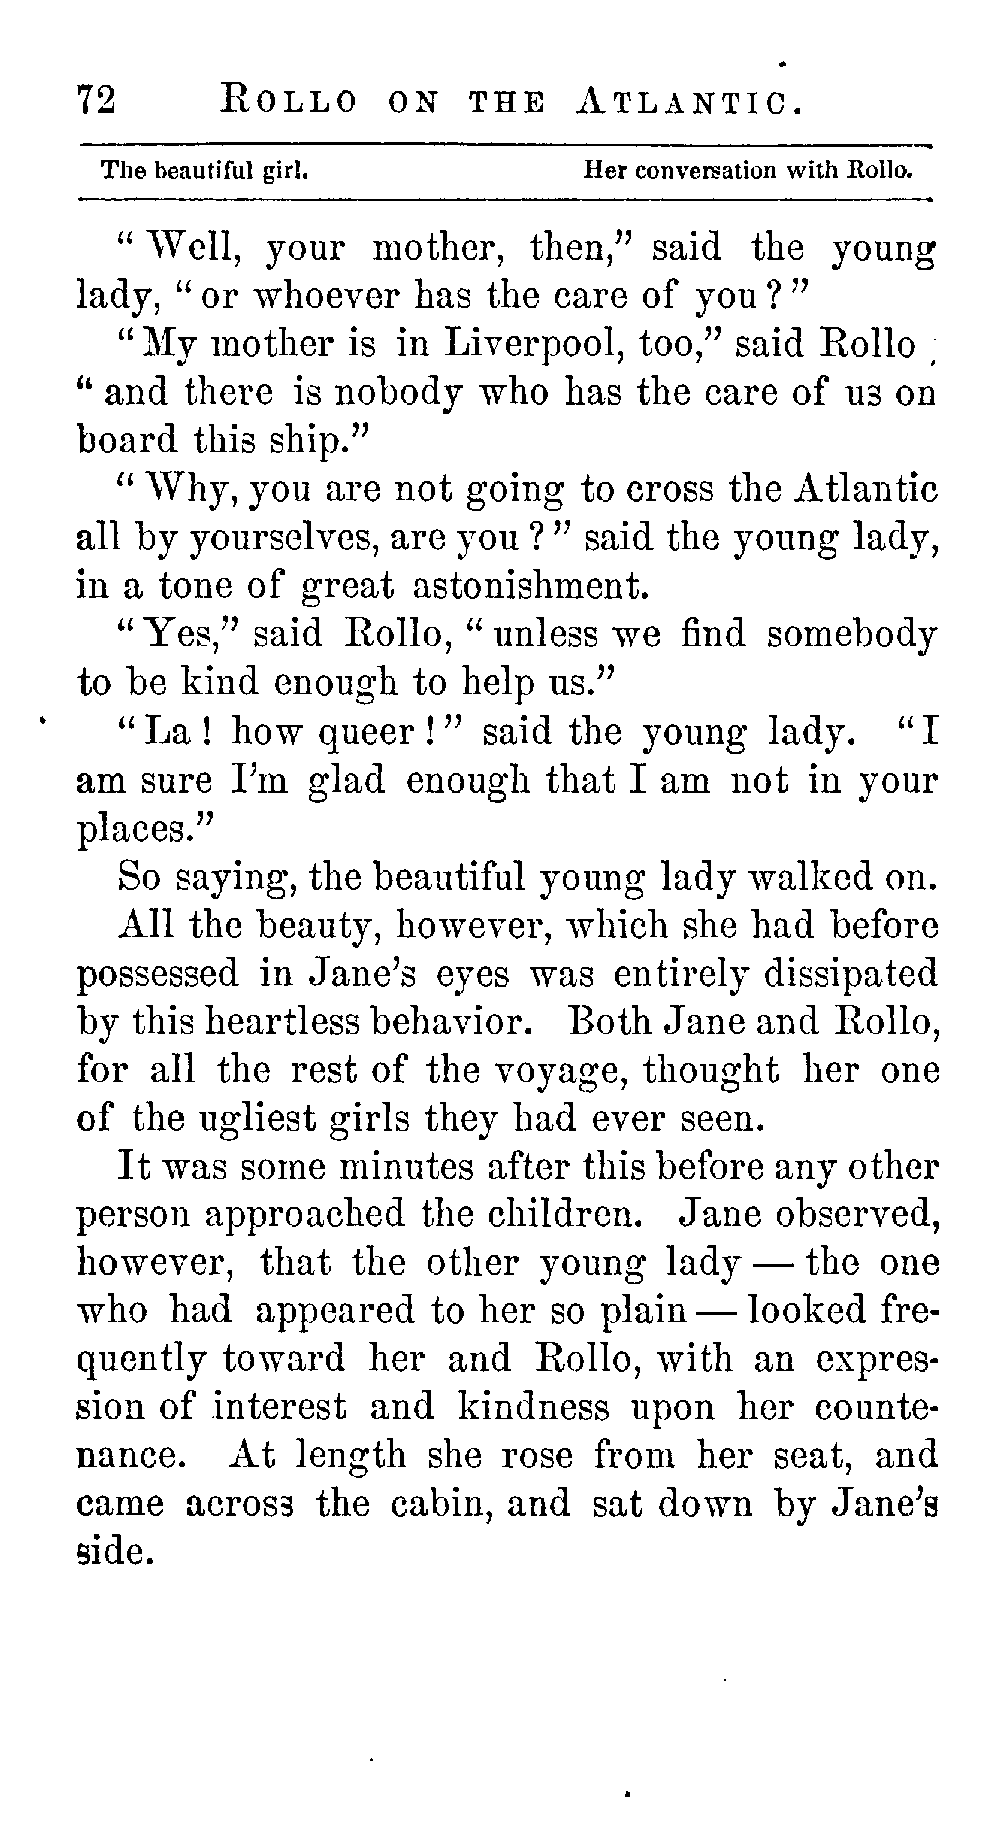 72 ROLLO ON THE ATLANTIC.
The beautiful girl. Her conversation with Rollo.
“Well, your mother, then,” said the young
lady, “or whoever has the care of you?”
“My mother is in Liverpool, too,” said Rollo;
“and there is nobody who has the care of us on
board this ship.”
“Why, you are not going to cross the Atlantic
all by yourselves, are you?” said the young lady,
in a tone of great astonishment.
“Yes,” said Rollo, “unless we find somebody
to be kind enough to help us.”
“La! how queer!” said the young lady. “I
am sure I’m glad enough that I am not in your
places.”
So saying, the beautiful young lady walked on.
All the beauty, however, which she had before
possessed in Jane’s eyes was entirely dissipated
by this heartless behavior. Both Jane and Rollo,
for all the rest of the voyage, thought her one
of the ugliest girls they had ever seen.
It was some minutes after this before any other
person approached the children. Jane observed,
however, that the other young lady — the one
who had appeared to her so plain — looked fre-
quently toward her and Rollo, with an expres-
sion of interest and kindness upon her counte-
nance. At length she rose from her seat, and
came across the cabin, and sat down by Jane’s
side.